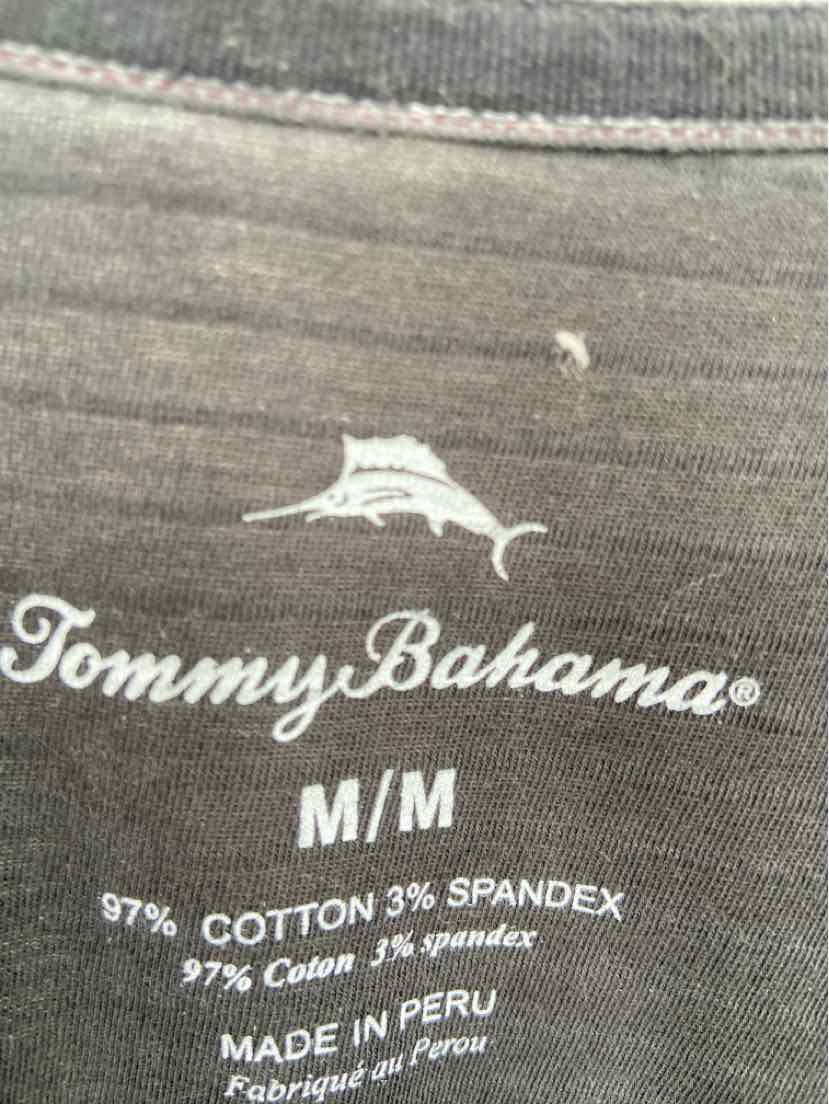 Tommy Bahama®
M/M
97% COTTON 3% SPANDEX
97% Coton 3% spandex
MADE IN PERU
Fabriqué au Perou